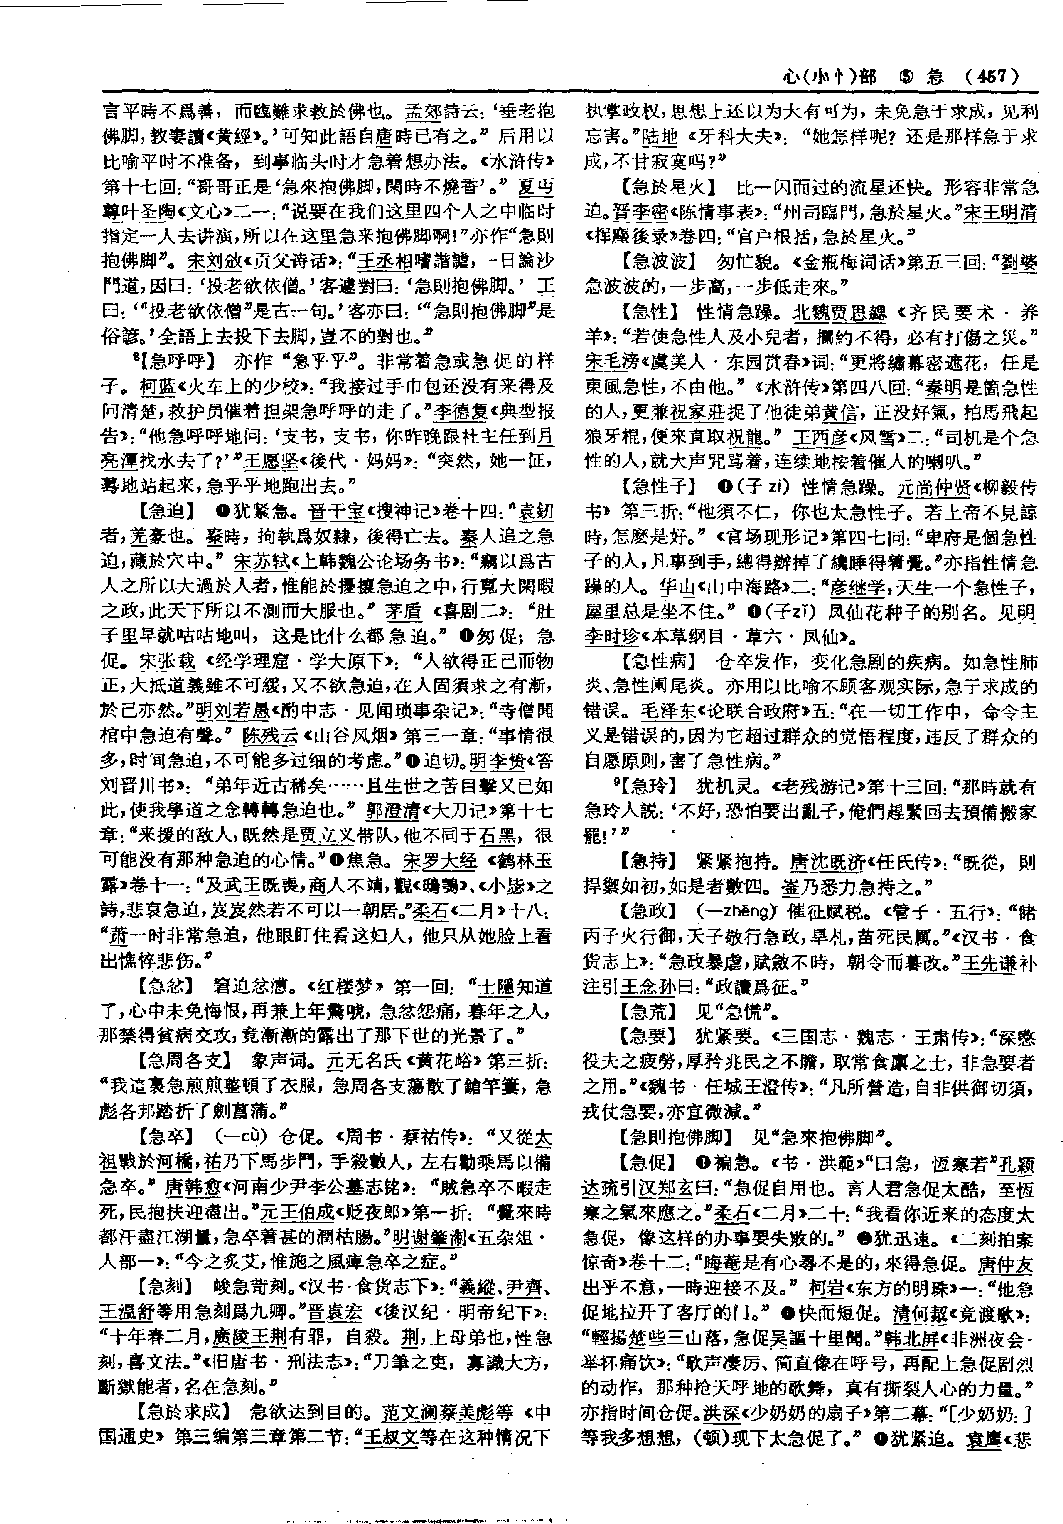 心(小忄)部 ⑤ 急 (457)
言平時不爲善，而臨難求救於佛也。孟郊詩云：‘垂老抱
佛脚，教妻讀《黃經》。’可知此語自唐時已有之。”后用以
比喻平时不准备，到事临头时才急着想办法。《水浒传》
第十七回：“哥哥正是‘急來抱佛脚，閑時不燒香’。”夏丏
尊叶圣陶《文心》二一：“说要在我们这里四个人之中临时
指定一人去讲演，所以在这里急来抱佛脚啊！”亦作“急則
抱佛脚”。宋刘攽《贡父诗话》：“王丞相嗜諧謔，一日論沙
門道，因曰：‘投老欲依僧。’客遽對曰：‘急則抱佛脚。’王
曰：‘“投老欲依僧”是古一句。’客亦曰：‘“急則抱佛脚”是
俗諺。’全語上去投下去脚，豈不的對也。”
⁸【急呼呼】 亦作“急乎乎”。非常着急或急促的样
子。柯蓝《火车上的少校》：“我接过手巾包还没有来得及
问清楚，救护员催着担架急呼呼的走了。”李德复《典型报
告》：“他急呼呼地问：‘支书，支书，你昨晚跟社主任到月
亮潭找水去了？’”王愿坚《後代·妈妈》：“突然，她一怔，
蓦地站起来，急乎乎地跑出去。”
【急迫】 ❶犹紧急。晋干宝《搜神记》卷十四：“袁釰
者，羌豪也。秦時，拘執爲奴隸，後得亡去。秦人追之急
迫，藏於穴中。”宋苏轼《上韩魏公论场务书》：“竊以爲古
人之所以大過於人者，惟能於擾攘急迫之中，行寬大閑暇
之政，此天下所以不測而大服也。”茅盾《喜剧二》：“肚
子里早就咕咕地叫，这是比什么都急迫。”❷匆促；急
促。宋张载《经学理窟·学大原下》：“人欲得正己而物
正，大抵道義雖不可緩，又不欲急迫，在人固須求之有漸，
於己亦然。”明刘若愚《酌中志·见闻琐事杂记》：“寺僧聞
棺中急迫有聲。”陈残云《山谷风烟》第三一章：“事情很
多，时间急迫，不可能多过细的考虑。”❸迫切。明李贽《答
刘晋川书》：“弟年近古稀矣……且生世之苦目擊又已如
此，使我學道之念轉轉急迫也。”郭澄清《大刀记》第十七
章：“来援的敌人，既然是贾立义带队，他不同于石黑，很
可能没有那种急迫的心情。”❹焦急。宋罗大经《鹤林玉
露》卷十一：“及武王既喪，商人不靖，觀《鴟鴞》、《小毖》之
詩，悲哀急迫，岌岌然若不可以一朝居。”柔石《二月》十八：
“萧一时非常急迫，他眼盯住看这妇人，他只从她脸上看
出憔悴悲伤。”
【急忿】 窘迫忿懑。《红楼梦》第一回：“士隱知道
了，心中未免悔恨，再兼上年驚唬，急忿怨痛，暮年之人，
那禁得貧病交攻，竟漸漸的露出了那下世的光景了。”
【急周各支】 象声词。元无名氏《黄花峪》第三折：
“我這裏急煎煎整頓了衣服，急周各支蕩散了鎗竿簍，急
彪各邦踏折了劍菖蒲。”
【急卒】 （一cù）仓促。《周书·蔡祐传》：“又從太
祖戰於河橋，祐乃下馬步鬥，手殺數人，左右勸乘馬以備
急卒。”唐韩愈《河南少尹李公墓志铭》：“賊急卒不暇走
死，民抱扶迎盡出。”元王伯成《贬夜郎》第一折：“覺來時
都汗盡江湖量，急卒着甚的潤枯腸。”明谢肇淛《五杂俎·
人部一》：“今之炙艾，惟施之風痺急卒之症。”
【急刻】 峻急苛刻。《汉书·食货志下》：“義縱、尹齊、
王温舒等用急刻爲九卿。”晋袁宏《後汉纪·明帝纪下》：
“十年春二月，廣陵王荆有罪，自殺。荆，上母弟也，性急
刻，喜文法。”《旧唐书·刑法志》：“刀筆之吏，寡識大方，
斷獄能者，名在急刻。”
【急於求成】 急欲达到目的。范文澜蔡美彪等《中
国通史》第三编第三章第二节：“王叔文等在这种情况下
执掌政权，思想上还以为大有可为，未免急于求成，见利
忘害。”陆地《牙科大夫》：“她怎样呢？还是那样急于求
成，不甘寂寞吗？”
【急於星火】 比一闪而过的流星还快。形容非常急
迫。晋李密《陈情事表》：“州司臨門，急於星火。”宋王明清
《挥麈後录》卷四：“官户根括，急於星火。”
【急波波】 匆忙貌。《金瓶梅词话》第五三回：“劉婆
急波波的，一步高，一步低走來。”
【急性】 性情急躁。北魏贾思勰《齐民要术·养
羊》：“若使急性人及小兒者，攔約不得，必有打傷之災。”
宋毛滂《虞美人·东园赏春》词：“更將繡幕密遮花，任是
東風急性，不由他。”《水浒传》第四八回：“秦明是箇急性
的人，更兼祝家莊捉了他徒弟黄信，正没好氣，拍馬飛起
狼牙棍，便來直取祝龍。”王西彦《风雪》二：“司机是个急
性的人，就大声咒骂着，连续地按着催人的喇叭。”
【急性子】 ❶（子zi）性情急躁。元尚仲贤《柳毅传
书》第三折：“他須不仁，你也太急性子。若上帝不見諒
時，怎麽是好。”《官场现形记》第四七回：“卑府是個急性
子的人，凡事到手，總得辦掉了纔睡得着覺。”亦指性情急
躁的人。华山《山中海路》二：“彦继学，天生一个急性子，
屋里总是坐不住。”❷（子zǐ）凤仙花种子的别名。见明
李时珍《本草纲目·草六·凤仙》。
【急性病】 仓卒发作，变化急剧的疾病。如急性肺
炎、急性阑尾炎。亦用以比喻不顾客观实际，急于求成的
错误。毛泽东《论联合政府》五：“在一切工作中，命令主
义是错误的，因为它超过群众的觉悟程度，违反了群众的
自愿原则，害了急性病。”
⁹【急玲】 犹机灵。《老残游记》第十三回：“那時就有
急玲人説：‘不好，恐怕要出亂子，俺們趕緊回去預備搬家
罷！’”
【急持】 紧紧抱持。唐沈既济《任氏传》：“既從，則
捍禦如初，如是者數四。崟乃悉力急持之。”
【急政】 （一zhēng）催征赋税。《管子·五行》：“睹
丙子火行御，天子敬行急政，旱札，苗死民厲。”《汉书·食
货志上》：“急政暴虐，賦斂不時，朝令而暮改。”王先谦补
注引王念孙曰：“政讀爲征。”
【急荒】 见“急慌”。
【急要】 犹紧要。《三国志·魏志·王肃传》：“深愍
役夫之疲勞，厚矜兆民之不贍，取常食廩之士，非急要者
之用。”《魏书·任城王澄传》：“凡所營造，自非供御切須，
戎仗急要，亦宜微減。”
【急則抱佛脚】 见“急來抱佛脚”。
【急促】 ❶褊急。《书·洪範》“曰急，恆寒若”孔颖
达疏引汉郑玄曰：“急促自用也。言人君急促太酷，至恆
寒之氣來應之。”柔石《二月》二十：“我看你近来的态度太
急促，像这样的办事要失败的。”❷犹迅速。《二刻拍案
惊奇》卷十二：“晦菴是有心尋不是的，來得急促。唐仲友
出乎不意，一時迎接不及。”柯岩《东方的明珠》一：“他急
促地拉开了客厅的门。”❸快而短促。清何絜《竞渡歌》：
“輕揚楚些三山落，急促吴謳十里聞。”韩北屏《非洲夜会·
举杯痛饮》：“歌声凄厉、简直像在呼号，再配上急促剧烈
的动作，那种抢天呼地的歌舞，真有撕裂人心的力量。”
亦指时间仓促。洪深《少奶奶的扇子》第二幕：“[少奶奶：]
等我多想想，（顿）现下太急促了。”❹犹紧迫。袁鹰《悲